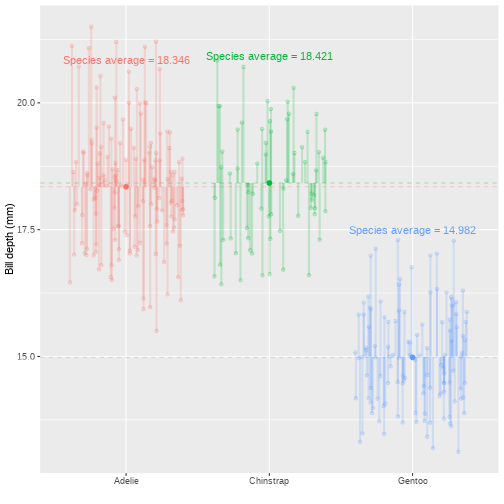 Species average = 18.421
Species average = 18.346
Species average = 14.982
20.0
17.5
15.0
Bill depth (mm)
Adelie
Chinstrap
Gentoo